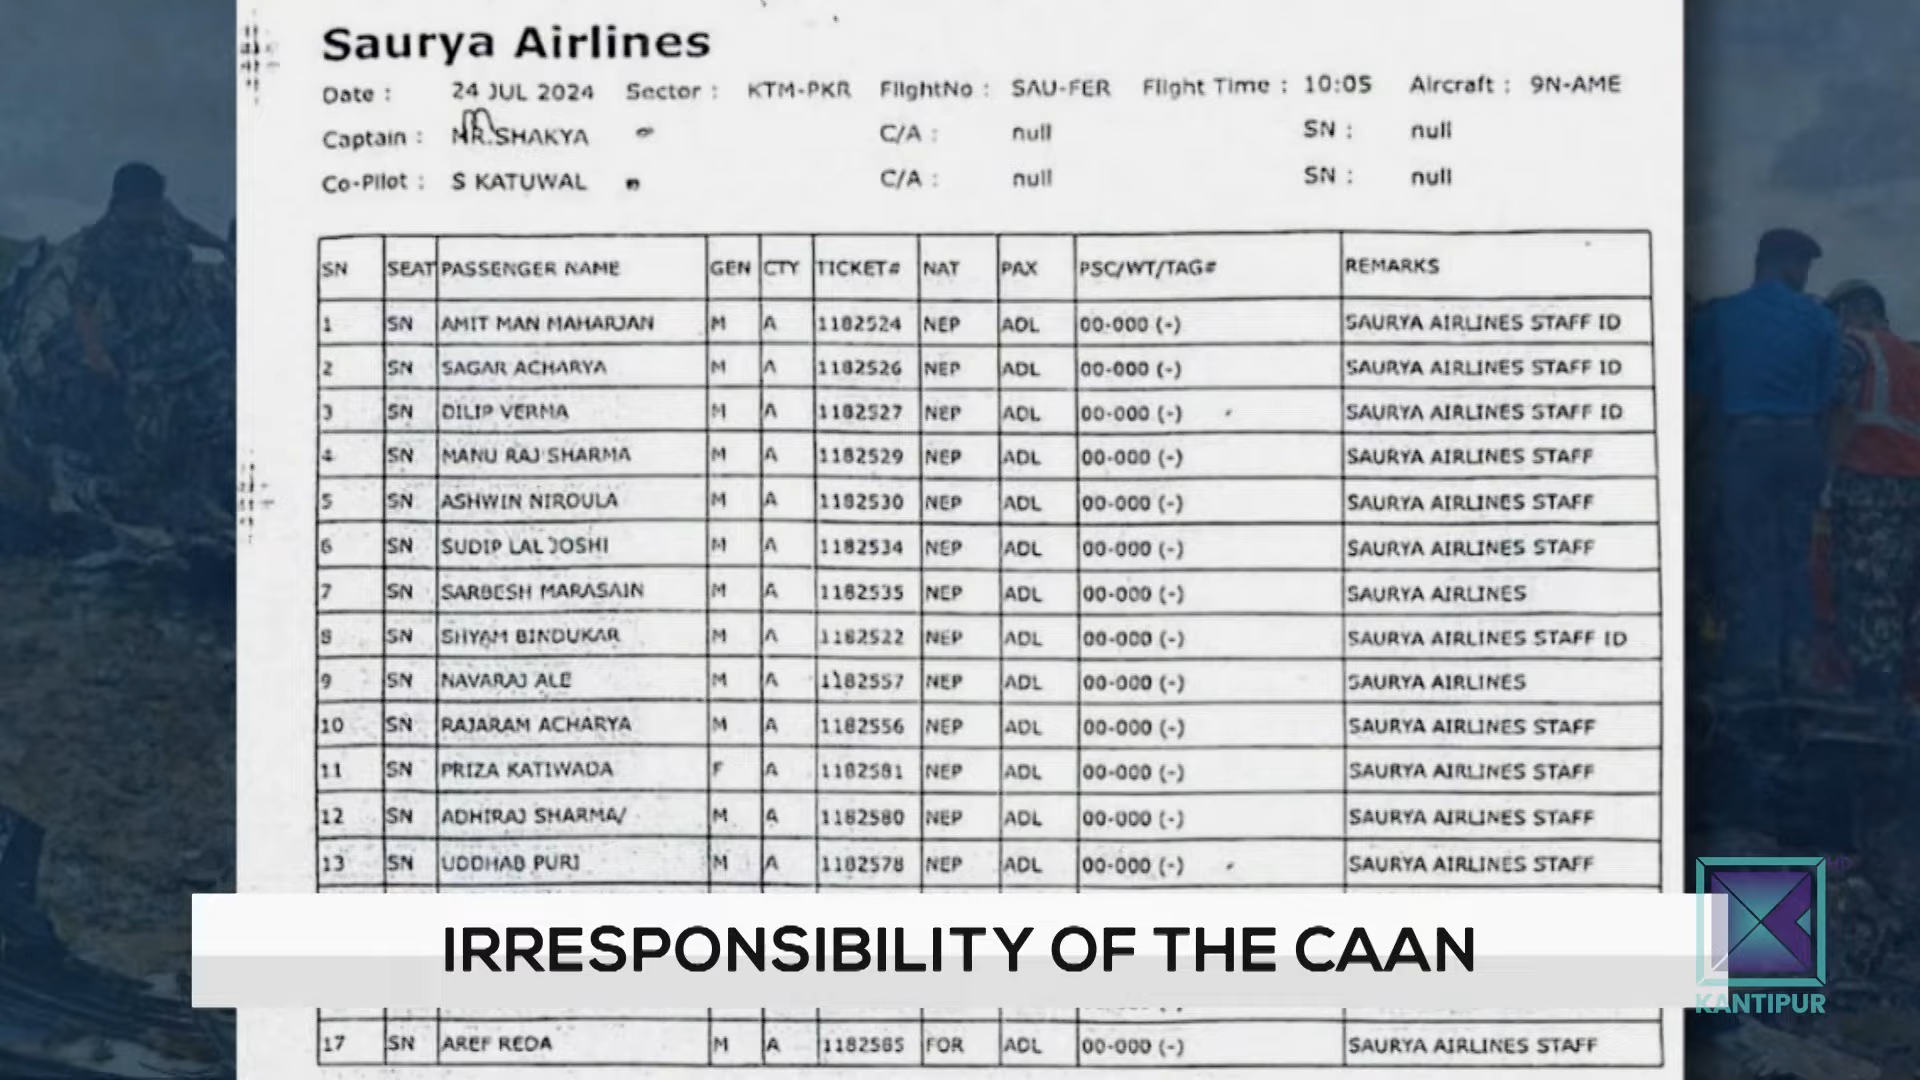 Saurya Airlines
Date : 24 JUL 2024 Sector : KTM-PKR FlightNo : SAU-FER Flight Time : 10:05 Aircraft : 9N-AME
Captain : MR.SHAKYA C/A : null SN : null
Co-Pilot : S KATUWAL C/A : null SN : null
SN SEAT PASSENGER NAME GEN CTY TICKET# NAT PAX PSC/WT/TAG# REMARKS
1 SN AMIT MAN MAHARJAN M A 1182524 NEP ADL 00-000 (-) SAURYA AIRLINES STAFF ID
2 SN SAGAR ACHARYA M A 1182526 NEP ADL 00-000 (-) SAURYA AIRLINES STAFF ID
3 SN DILIP VERMA M A 1182527 NEP ADL 00-000 (-) SAURYA AIRLINES STAFF ID
4 SN MANU RAJ SHARMA M A 1182529 NEP ADL 00-000 (-) SAURYA AIRLINES STAFF
5 SN ASHWIN NIROULA M A 1182530 NEP ADL 00-000 (-) SAURYA AIRLINES STAFF
6 SN SUDIP LAL JOSHI M A 1182534 NEP ADL 00-000 (-) SAURYA AIRLINES STAFF
7 SN SARBESH MARASAIN M A 1182535 NEP ADL 00-000 (-) SAURYA AIRLINES
8 SN SHYAM BINDUKAR M A 1182522 NEP ADL 00-000 (-) SAURYA AIRLINES STAFF ID
9 SN NAVARAJ ALE M A 1182557 NEP ADL 00-000 (-) SAURYA AIRLINES
10 SN RAJARAM ACHARYA M A 1182556 NEP ADL 00-000 (-) SAURYA AIRLINES STAFF
11 SN PRIZA KATIWADA F A 1182581 NEP ADL 00-000 (-) SAURYA AIRLINES STAFF
12 SN ADHIRAJ SHARMA/ M A 1182580 NEP ADL 00-000 (-) SAURYA AIRLINES STAFF
13 SN UDDHAB PURI M A 1182578 NEP ADL 00-000 (-) SAURYA AIRLINES STAFF
IRRESPONSIBILITY OF THE CAAN
HD
KANTIPUR
17 SN AREF REDA M A 1182585 FOR ADL 00-000 (-) SAURYA AIRLINES STAFF